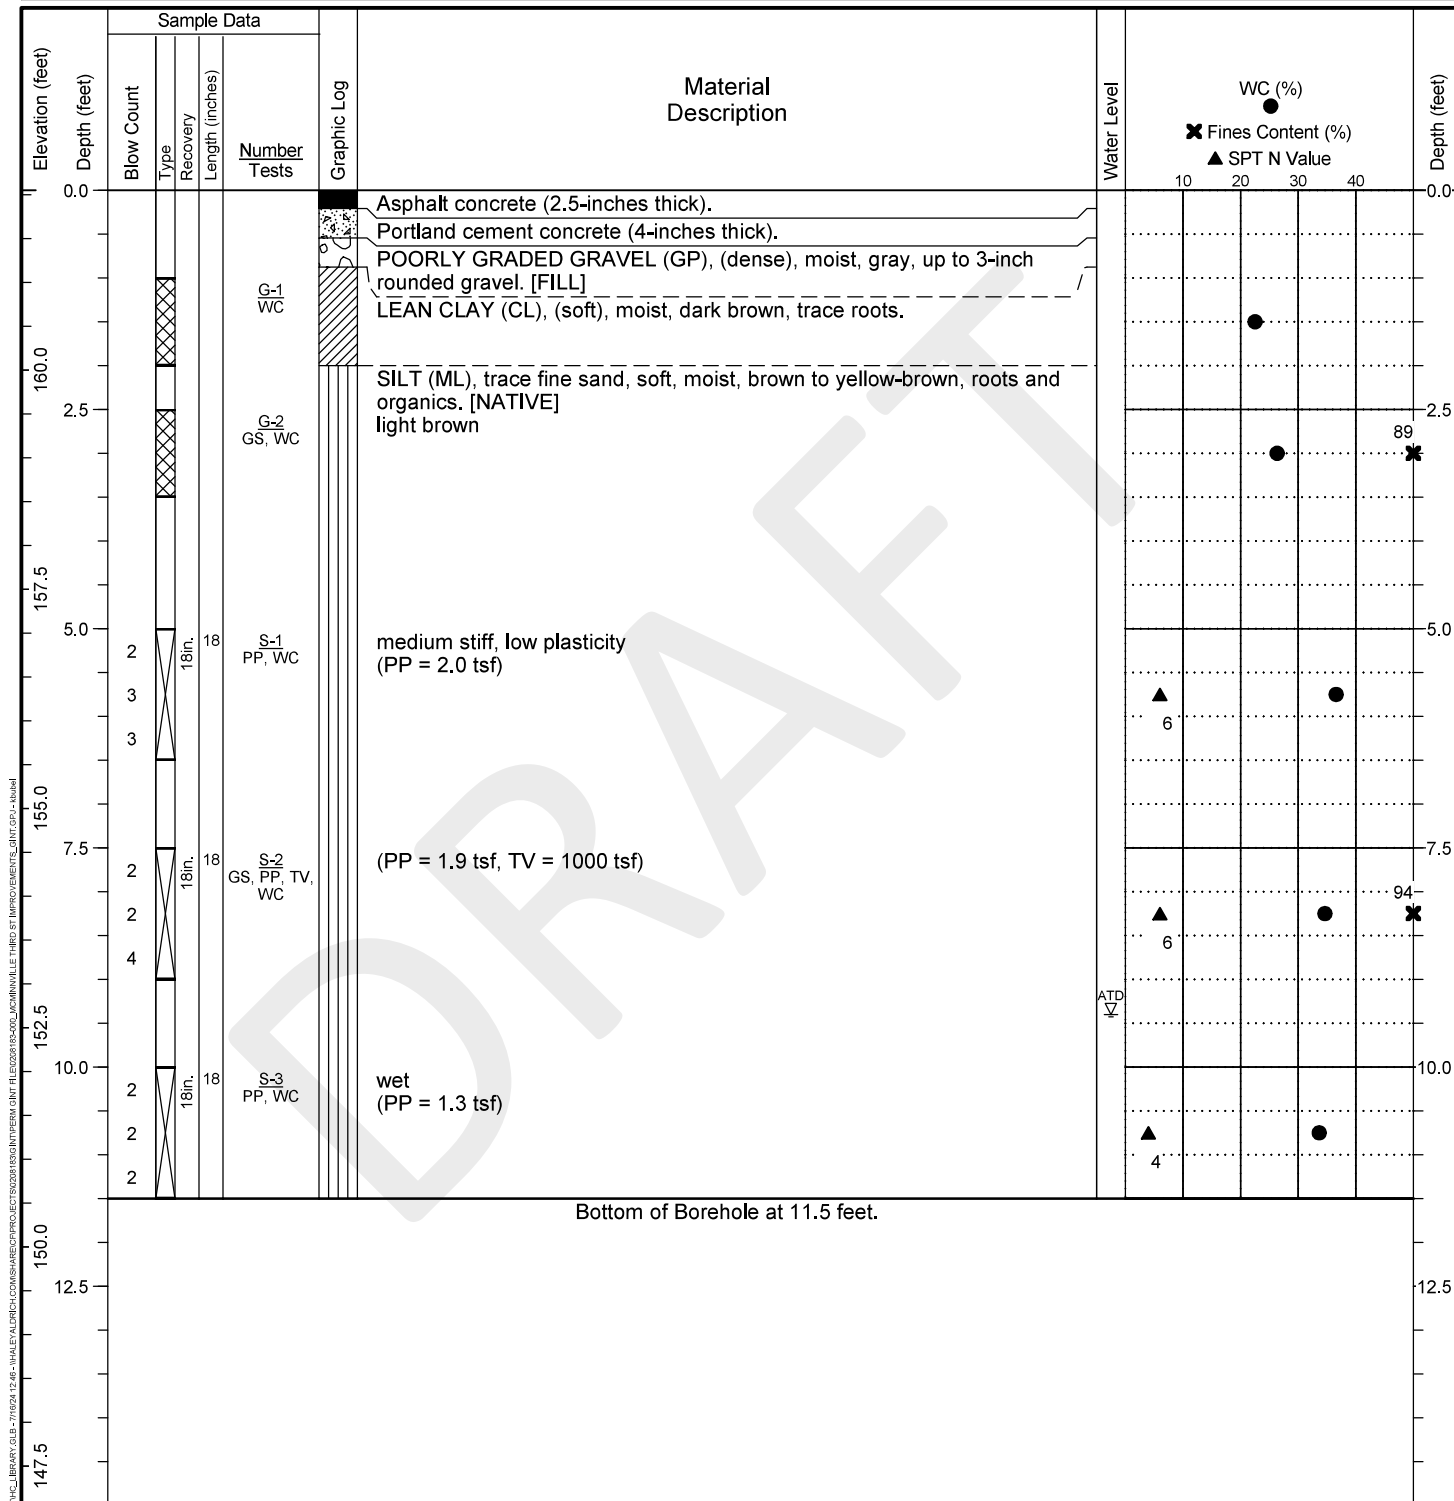 Sample Data
Elevation (feet)
Depth (feet)
Blow Count
Type
Recovery
Length (inches)
Number
Tests
Graphic Log
Material
Description
Water Level
WC (%)
Fines Content (%)
SPT N Value
Depth (feet)
10 20 30 40
0.0
Asphalt concrete (2.5-inches thick).
0.0
Portland cement concrete (4-inches thick).
POORLY GRADED GRAVEL (GP), (dense), moist, gray, up to 3-inch
rounded gravel. [FILL]
G-1
WC
LEAN CLAY (CL), (soft), moist, dark brown, trace roots.
160.0
SILT (ML), trace fine sand, soft, moist, brown to yellow-brown, roots and
organics. [NATIVE]
2.5
G-2
GS, WC
light brown
2.5
89
157.5
5.0
2
3
3
18in.
18
S-1
PP, WC
medium stiff, low plasticity
(PP = 2.0 tsf)
5.0
6
155.0
7.5
2
2
4
18in.
18
S-2
GS, PP, TV,
WC
(PP = 1.9 tsf, TV = 1000 tsf)
7.5
94
6
152.5
ATD
10.0
2
2
2
18in.
18
S-3
PP, WC
wet
(PP = 1.3 tsf)
10.0
4
Bottom of Borehole at 11.5 feet.
150.0
12.5
12.5
147.5
DRAFT